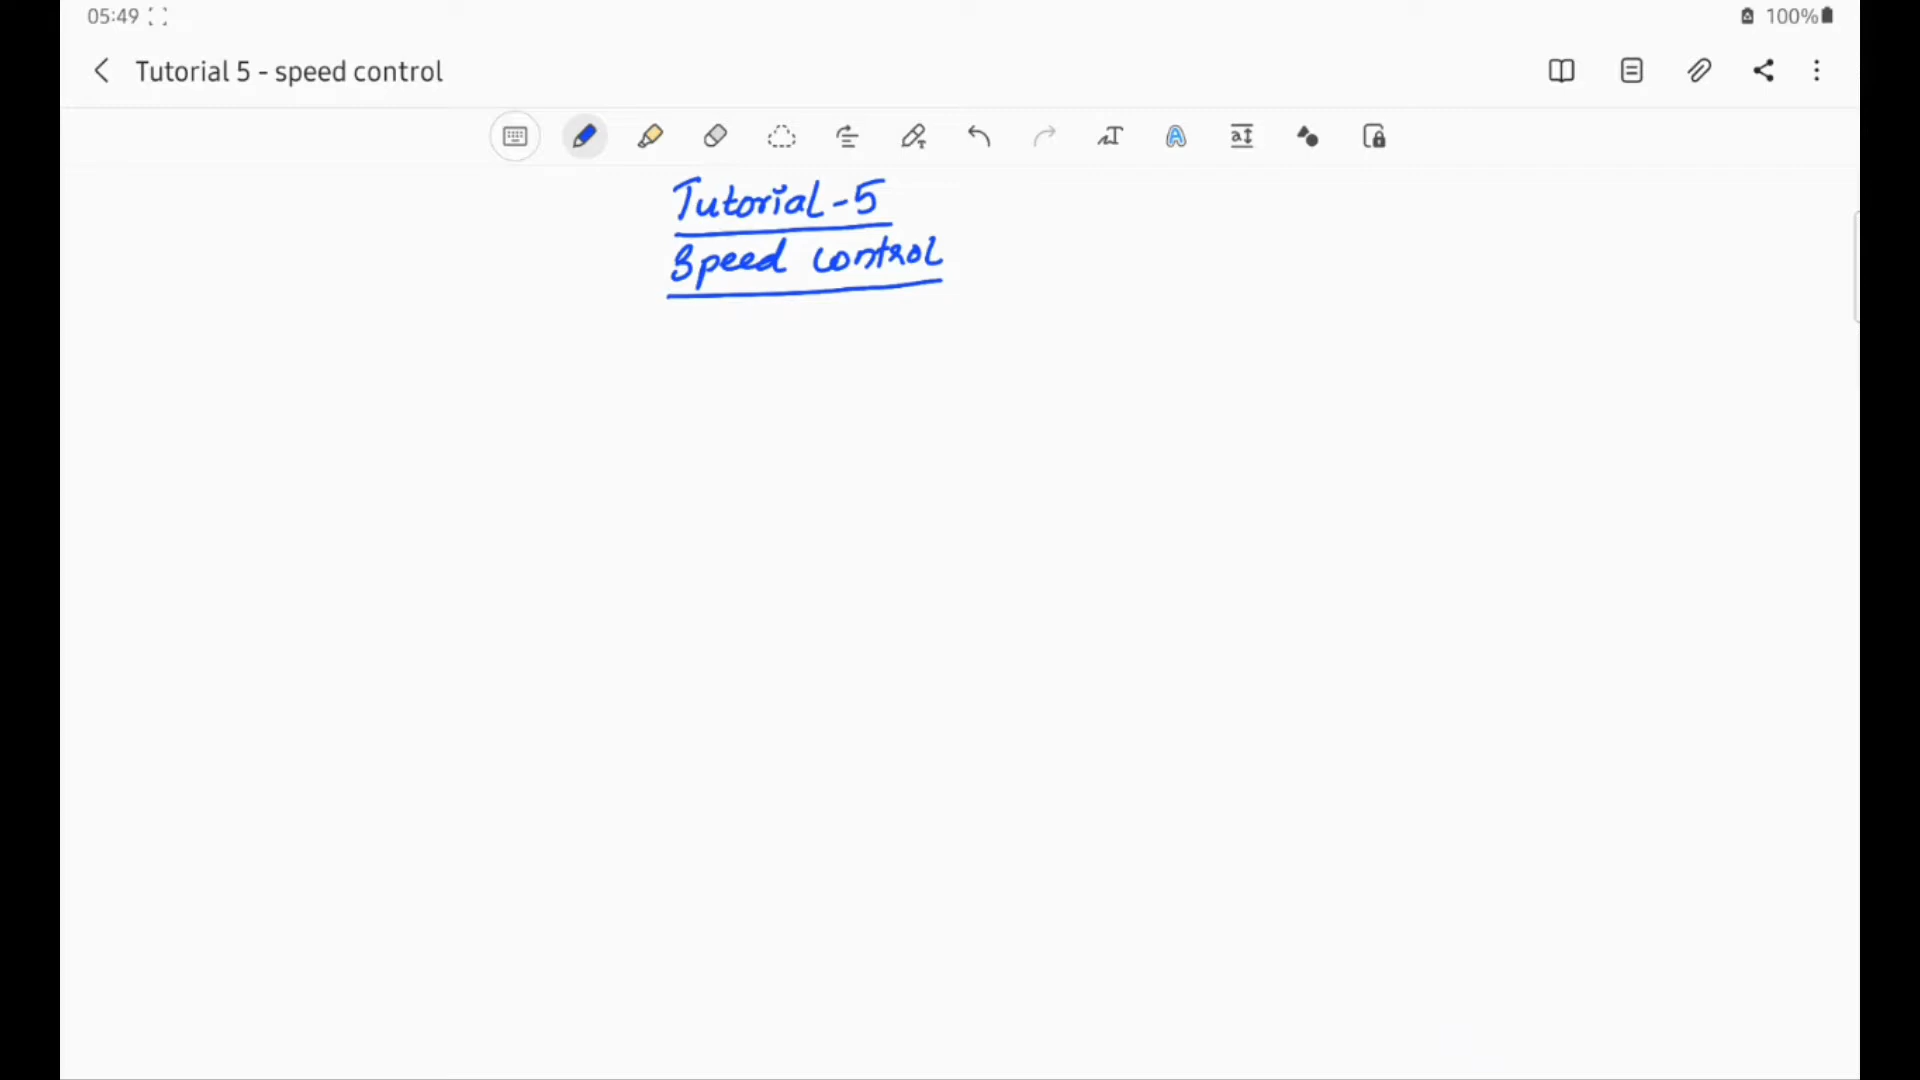 05:49 100%
Tutorial 5 - speed control
Tutorial - 5
Speed control